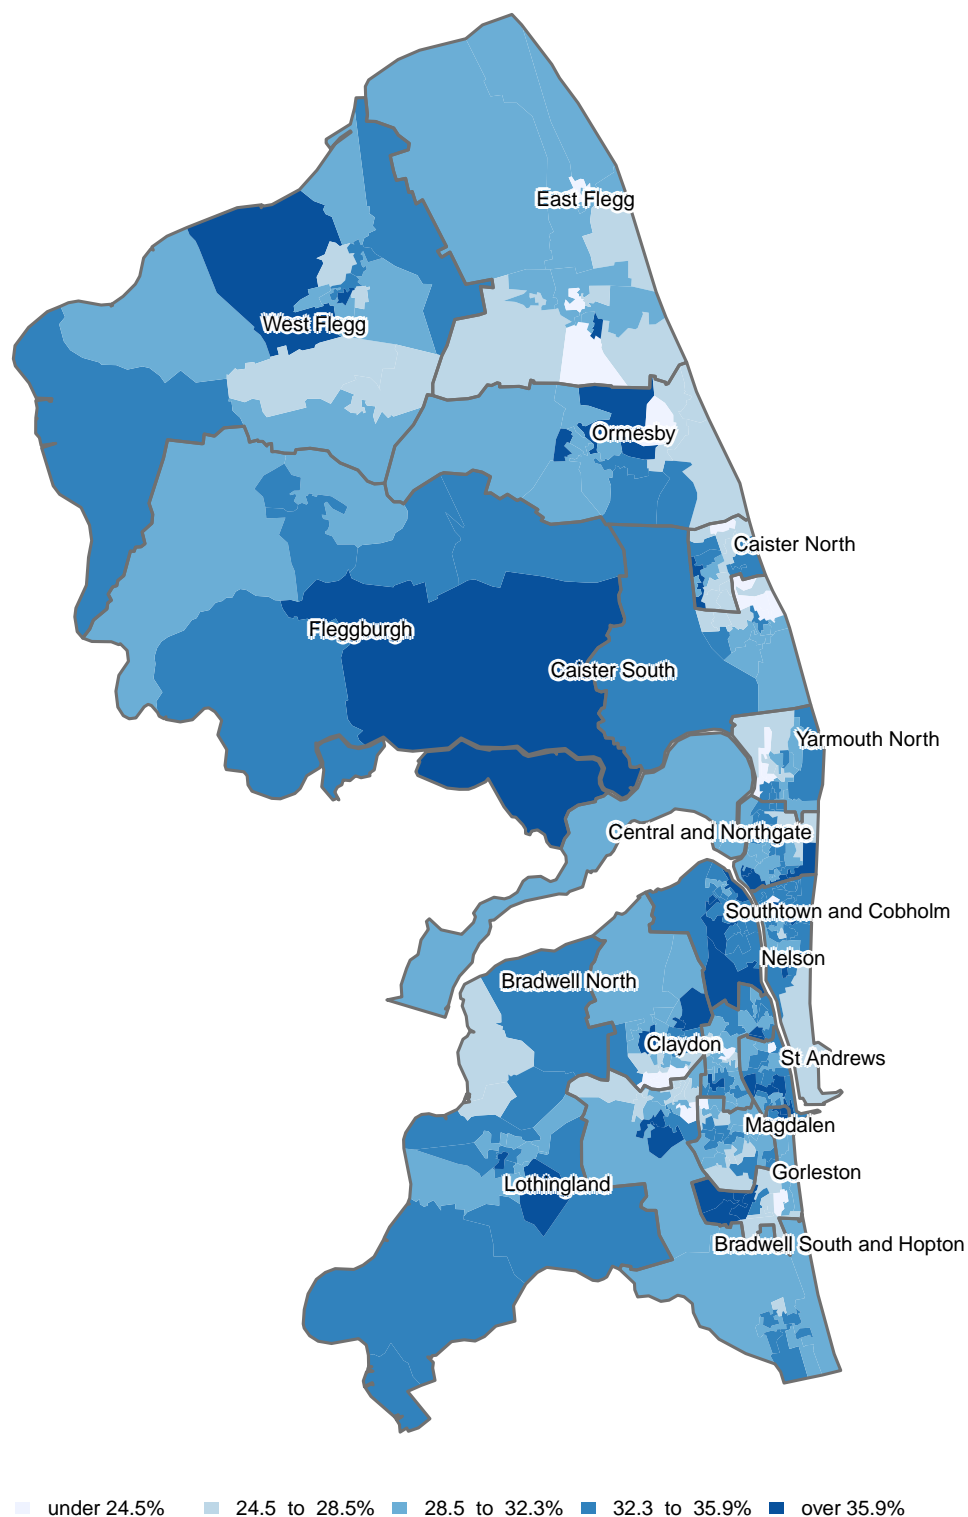 East Flegg
West Flegg
Ormesby
Caister North
Fleggburgh
Caister South
Yarmouth North
Central and Northgate
Southtown and Cobholm
Nelson
Bradwell North
Claydon
St Andrews
Magdalen
Gorleston
Lothingland
Bradwell South and Hopton
under 24.5% 24.5 to 28.5% 28.5 to 32.3% 32.3 to 35.9% over 35.9%